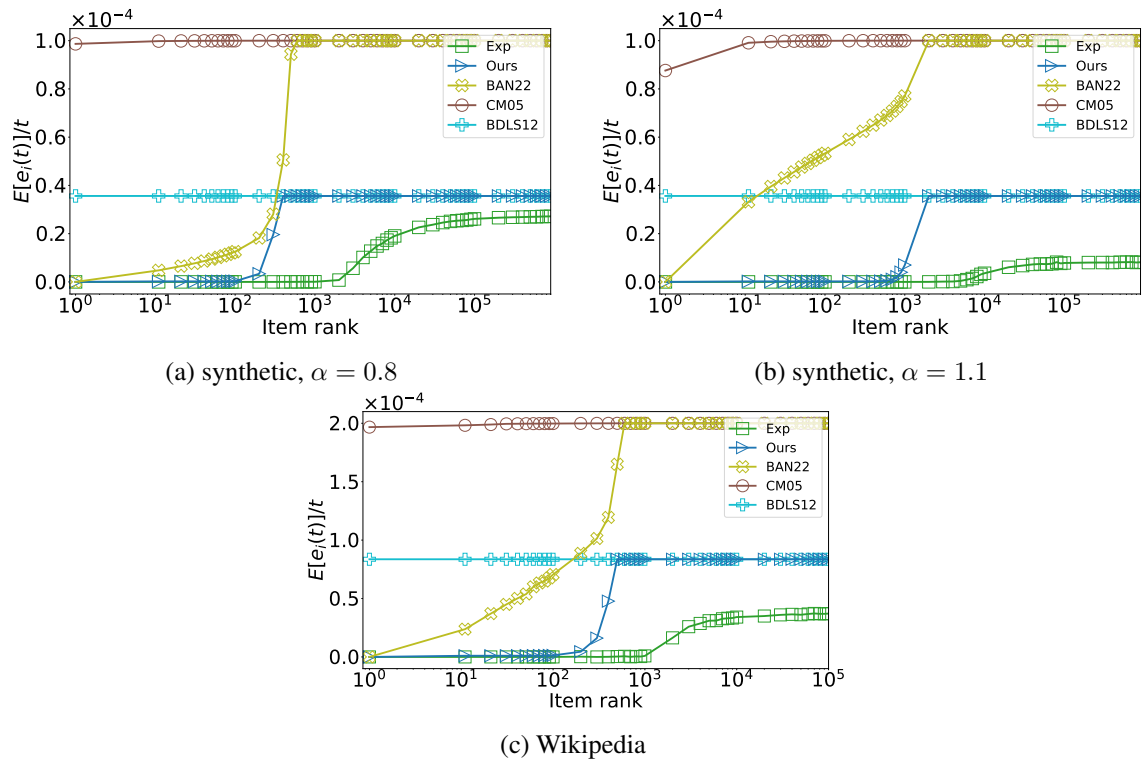 ×10⁻⁴
1.0
0.8
0.6
0.4
0.2
0.0
E[eᵢ(t)]/t
10⁰ 10¹ 10² 10³ 10⁴ 10⁵
Item rank
Exp
Ours
BAN22
CM05
BDLS12
(a) synthetic, α = 0.8
×10⁻⁴
1.0
0.8
0.6
0.4
0.2
0.0
E[eᵢ(t)]/t
10⁰ 10¹ 10² 10³ 10⁴ 10⁵
Item rank
Exp
Ours
BAN22
CM05
BDLS12
(b) synthetic, α = 1.1
×10⁻⁴
2.0
1.5
1.0
0.5
0.0
E[eᵢ(t)]/t
10⁰ 10¹ 10² 10³ 10⁴ 10⁵
Item rank
Exp
Ours
BAN22
CM05
BDLS12
(c) Wikipedia